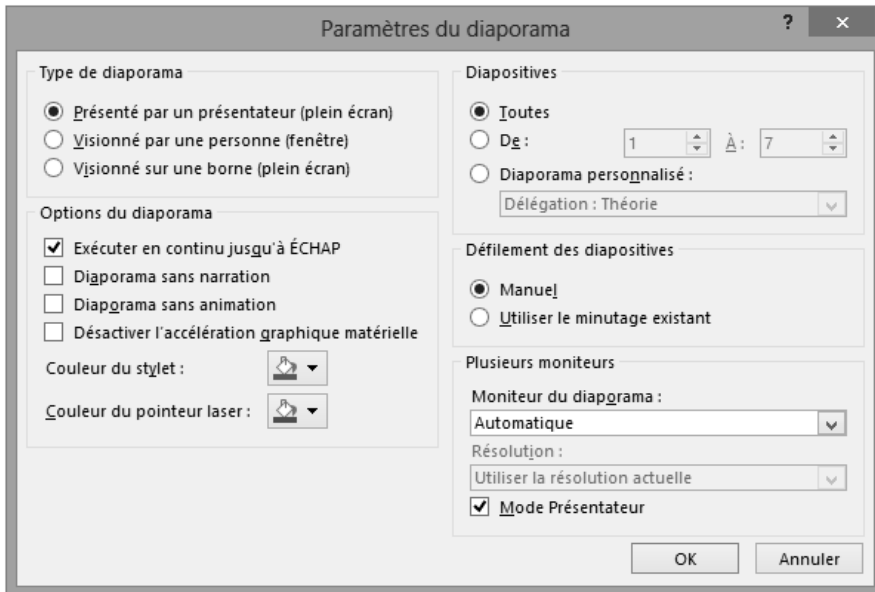 Paramètres du diaporama
?
Type de diaporama
Présenté par un présentateur (plein écran)
Visionné par une personne (fenêtre)
Visionné sur une borne (plein écran)
Options du diaporama
Exécuter en continu jusqu'à ÉCHAP
Diaporama sans narration
Diaporama sans animation
Désactiver l'accélération graphique matérielle
Couleur du stylet :
Couleur du pointeur laser :
Diapositives
Toutes
De : 1 À : 7
Diaporama personnalisé :
Délégation : Théorie
Défilement des diapositives
Manuel
Utiliser le minutage existant
Plusieurs moniteurs
Moniteur du diaporama :
Automatique
Résolution :
Utiliser la résolution actuelle
Mode Présentateur
OK Annuler